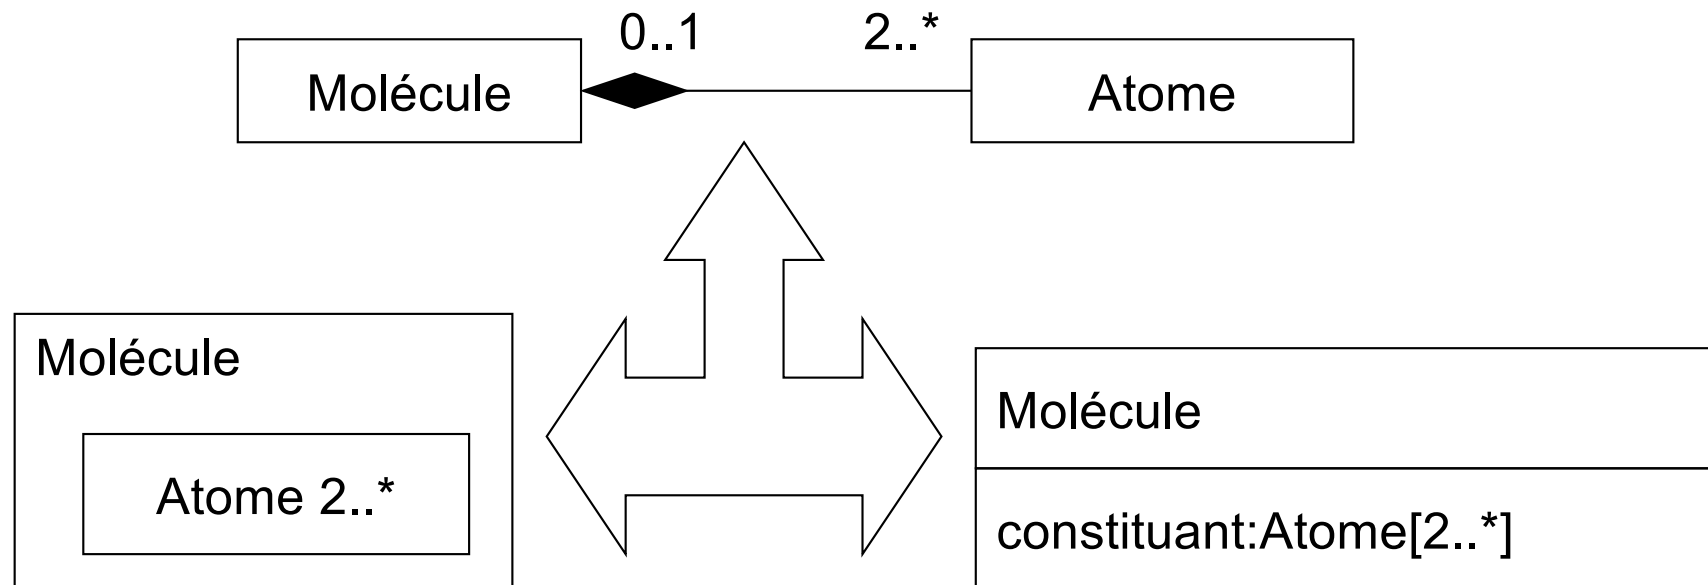 0..1 2..*
Molécule Atome
Molécule
Atome 2..*
Molécule
constituant:Atome[2..*]